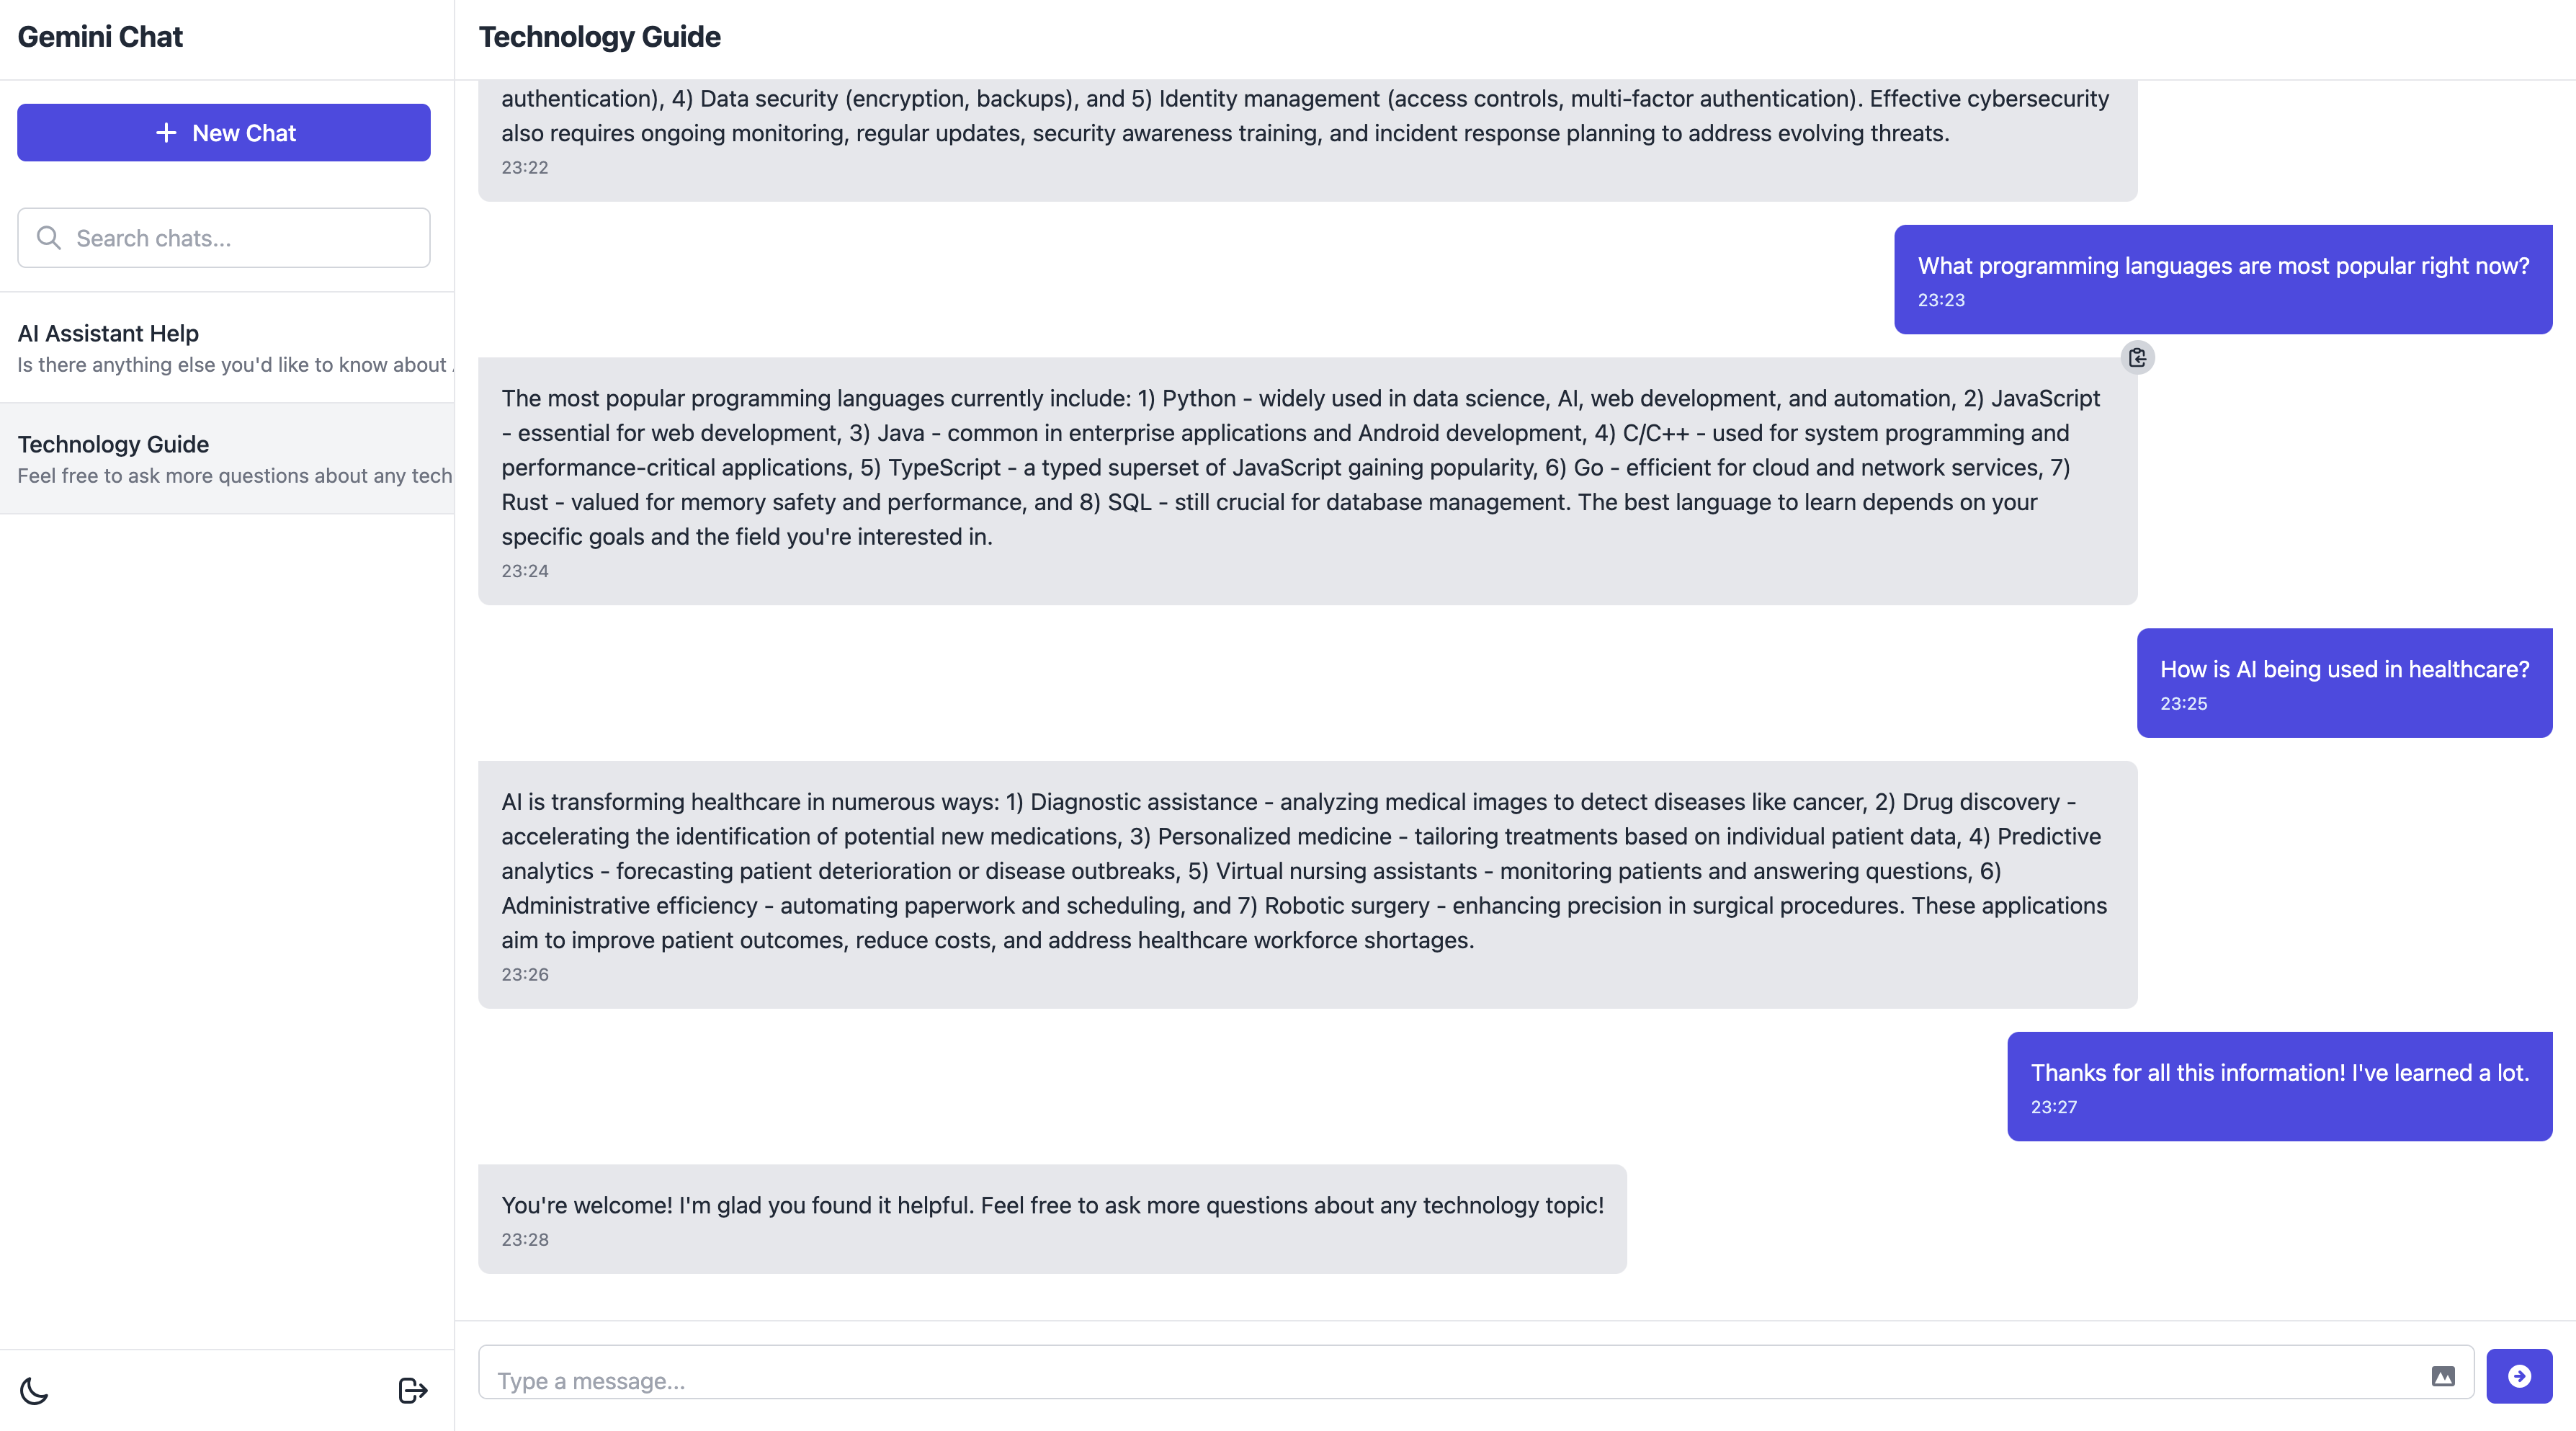 Gemini Chat
New Chat
Search chats...
AI Assistant Help
Is there anything else you'd like to know about
Technology Guide
Feel free to ask more questions about any tech
Technology Guide
authentication), 4) Data security (encryption, backups), and 5) Identity management (access controls, multi-factor authentication). Effective cybersecurity
also requires ongoing monitoring, regular updates, security awareness training, and incident response planning to address evolving threats.
23:22
What programming languages are most popular right now?
23:23
The most popular programming languages currently include: 1) Python - widely used in data science, AI, web development, and automation, 2) JavaScript
- essential for web development, 3) Java - common in enterprise applications and Android development, 4) C/C++ - used for system programming and
performance-critical applications, 5) TypeScript - a typed superset of JavaScript gaining popularity, 6) Go - efficient for cloud and network services, 7)
Rust - valued for memory safety and performance, and 8) SQL - still crucial for database management. The best language to learn depends on your
specific goals and the field you're interested in.
23:24
How is AI being used in healthcare?
23:25
AI is transforming healthcare in numerous ways: 1) Diagnostic assistance - analyzing medical images to detect diseases like cancer, 2) Drug discovery -
accelerating the identification of potential new medications, 3) Personalized medicine - tailoring treatments based on individual patient data, 4) Predictive
analytics - forecasting patient deterioration or disease outbreaks, 5) Virtual nursing assistants - monitoring patients and answering questions, 6)
Administrative efficiency - automating paperwork and scheduling, and 7) Robotic surgery - enhancing precision in surgical procedures. These applications
aim to improve patient outcomes, reduce costs, and address healthcare workforce shortages.
23:26
Thanks for all this information! I've learned a lot.
23:27
You're welcome! I'm glad you found it helpful. Feel free to ask more questions about any technology topic!
23:28
Type a message...